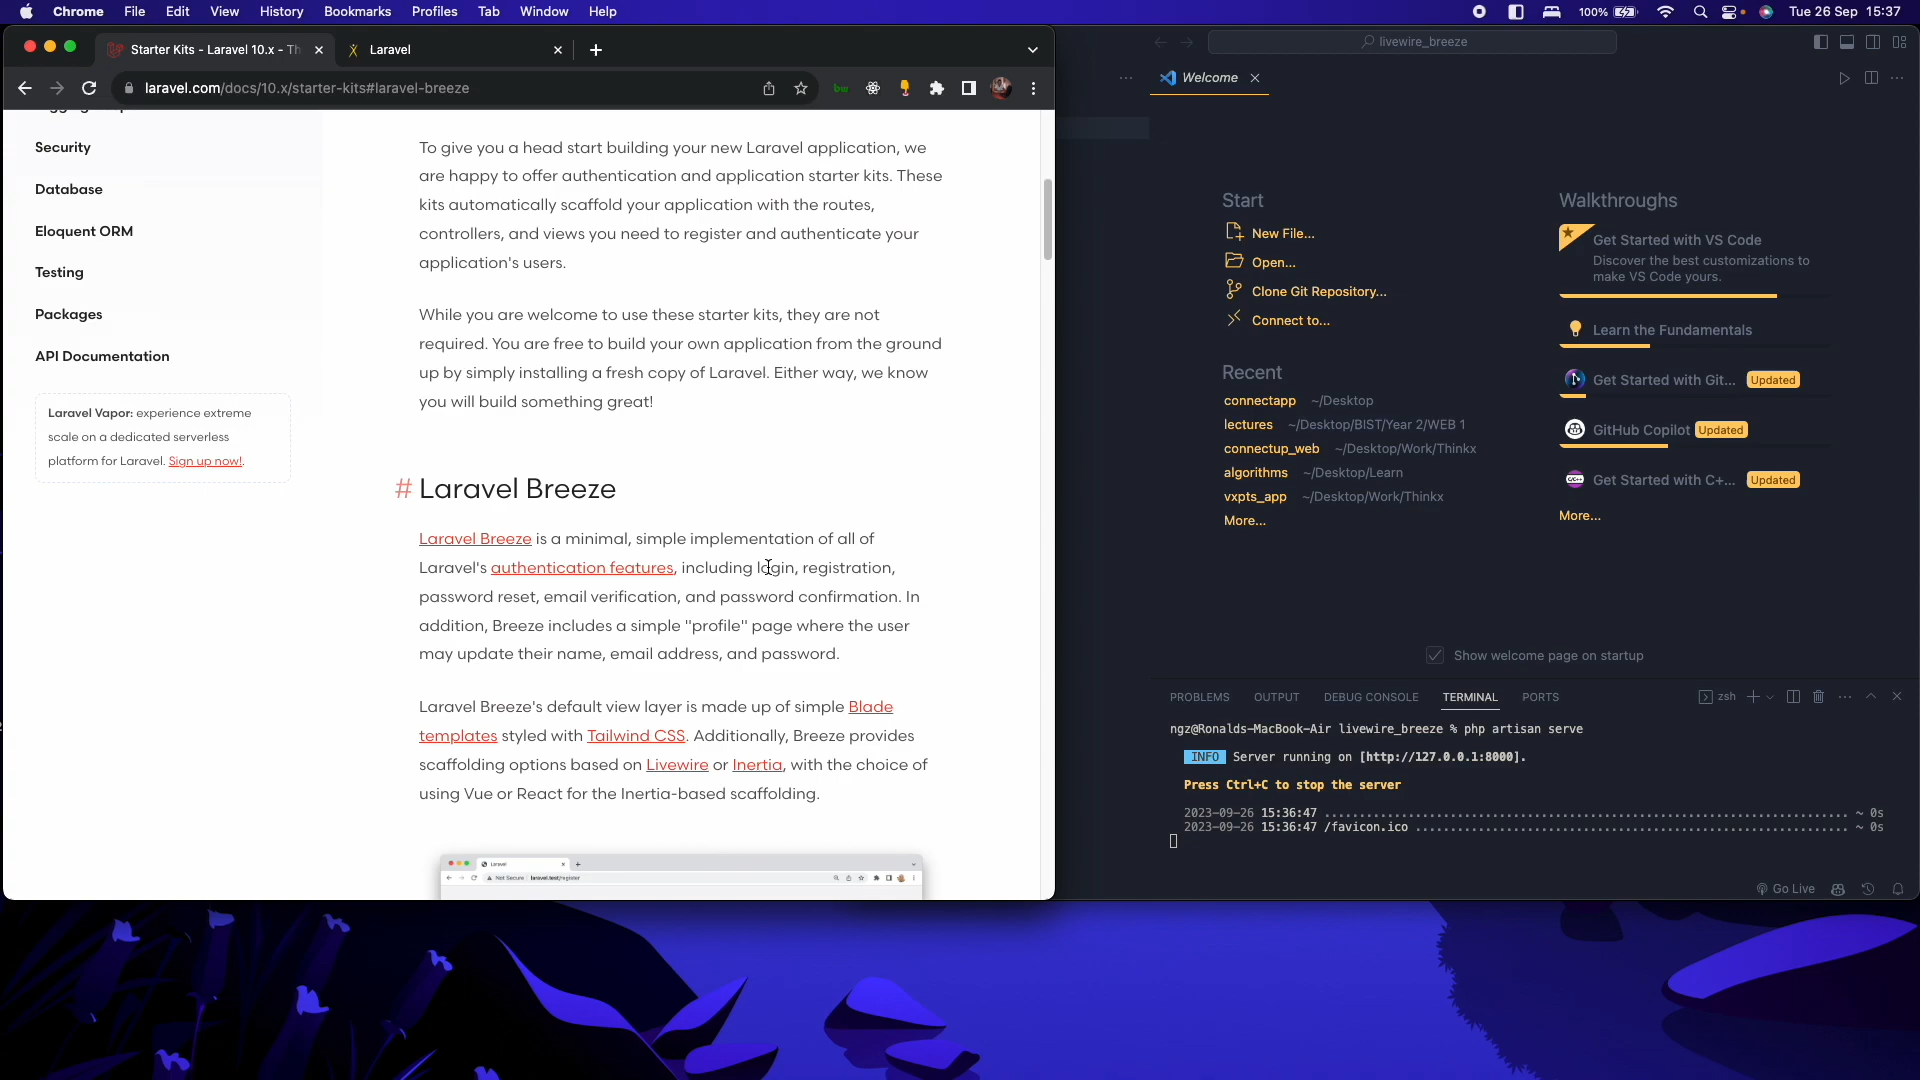 Chrome File Edit View History Bookmarks Profiles Tab Window Help
100% Tue 26 Sep 15:37
Starter Kits - Laravel 10.x - Th
Laravel
laravel.com/docs/10.x/starter-kits#laravel-breeze
bw
Security
Database
Eloquent ORM
Testing
Packages
API Documentation
Laravel Vapor: experience extreme
scale on a dedicated serverless
platform for Laravel. Sign up now!.
To give you a head start building your new Laravel application, we
are happy to offer authentication and application starter kits. These
kits automatically scaffold your application with the routes,
controllers, and views you need to register and authenticate your
application's users.
While you are welcome to use these starter kits, they are not
required. You are free to build your own application from the ground
up by simply installing a fresh copy of Laravel. Either way, we know
you will build something great!
# Laravel Breeze
Laravel Breeze is a minimal, simple implementation of all of
Laravel's authentication features, including login, registration,
password reset, email verification, and password confirmation. In
addition, Breeze includes a simple "profile" page where the user
may update their name, email address, and password.
Laravel Breeze's default view layer is made up of simple Blade
templates styled with Tailwind CSS. Additionally, Breeze provides
scaffolding options based on Livewire or Inertia, with the choice of
using Vue or React for the Inertia-based scaffolding.
Laravel
Not Secure laravel.test/register
livewire_breeze
Welcome
Start
New File...
Open...
Clone Git Repository...
Connect to...
Recent
connectapp ~/Desktop
lectures ~/Desktop/BIST/Year 2/WEB 1
connectup_web ~/Desktop/Work/Thinkx
algorithms ~/Desktop/Learn
vxpts_app ~/Desktop/Work/Thinkx
More...
Walkthroughs
Get Started with VS Code
Discover the best customizations to
make VS Code yours.
Learn the Fundamentals
Get Started with Git... Updated
GitHub Copilot Updated
Get Started with C+... Updated
More...
Show welcome page on startup
PROBLEMS OUTPUT DEBUG CONSOLE TERMINAL PORTS
zsh
ngz@Ronalds-MacBook-Air livewire_breeze % php artisan serve
INFO Server running on [http://127.0.0.1:8000].
Press Ctrl+C to stop the server
2023-09-26 15:36:47 ........................................................................... ~ 0s
2023-09-26 15:36:47 /favicon.ico .............................................................. ~ 0s
Go Live